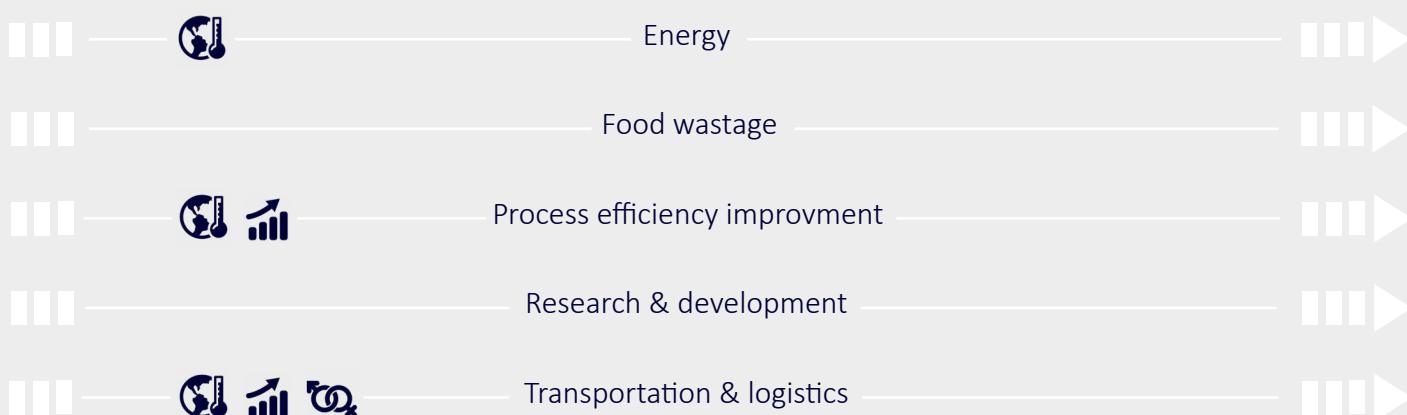 Energy
Food wastage
Process efficiency improvment
Research & development
Transportation & logistics